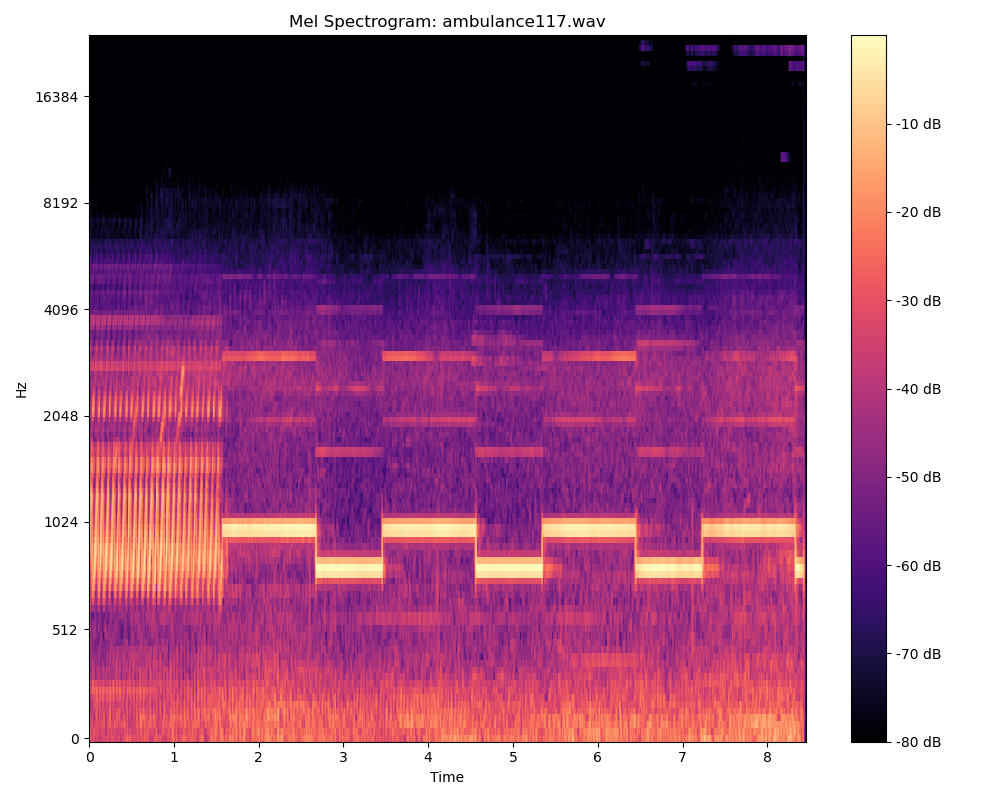 Mel Spectrogram: ambulance117.wav
Hz
16384
8192
4096
2048
1024
512
0
0 1 2 3 4 5 6 7 8
Time
-10 dB
-20 dB
-30 dB
-40 dB
-50 dB
-60 dB
-70 dB
-80 dB